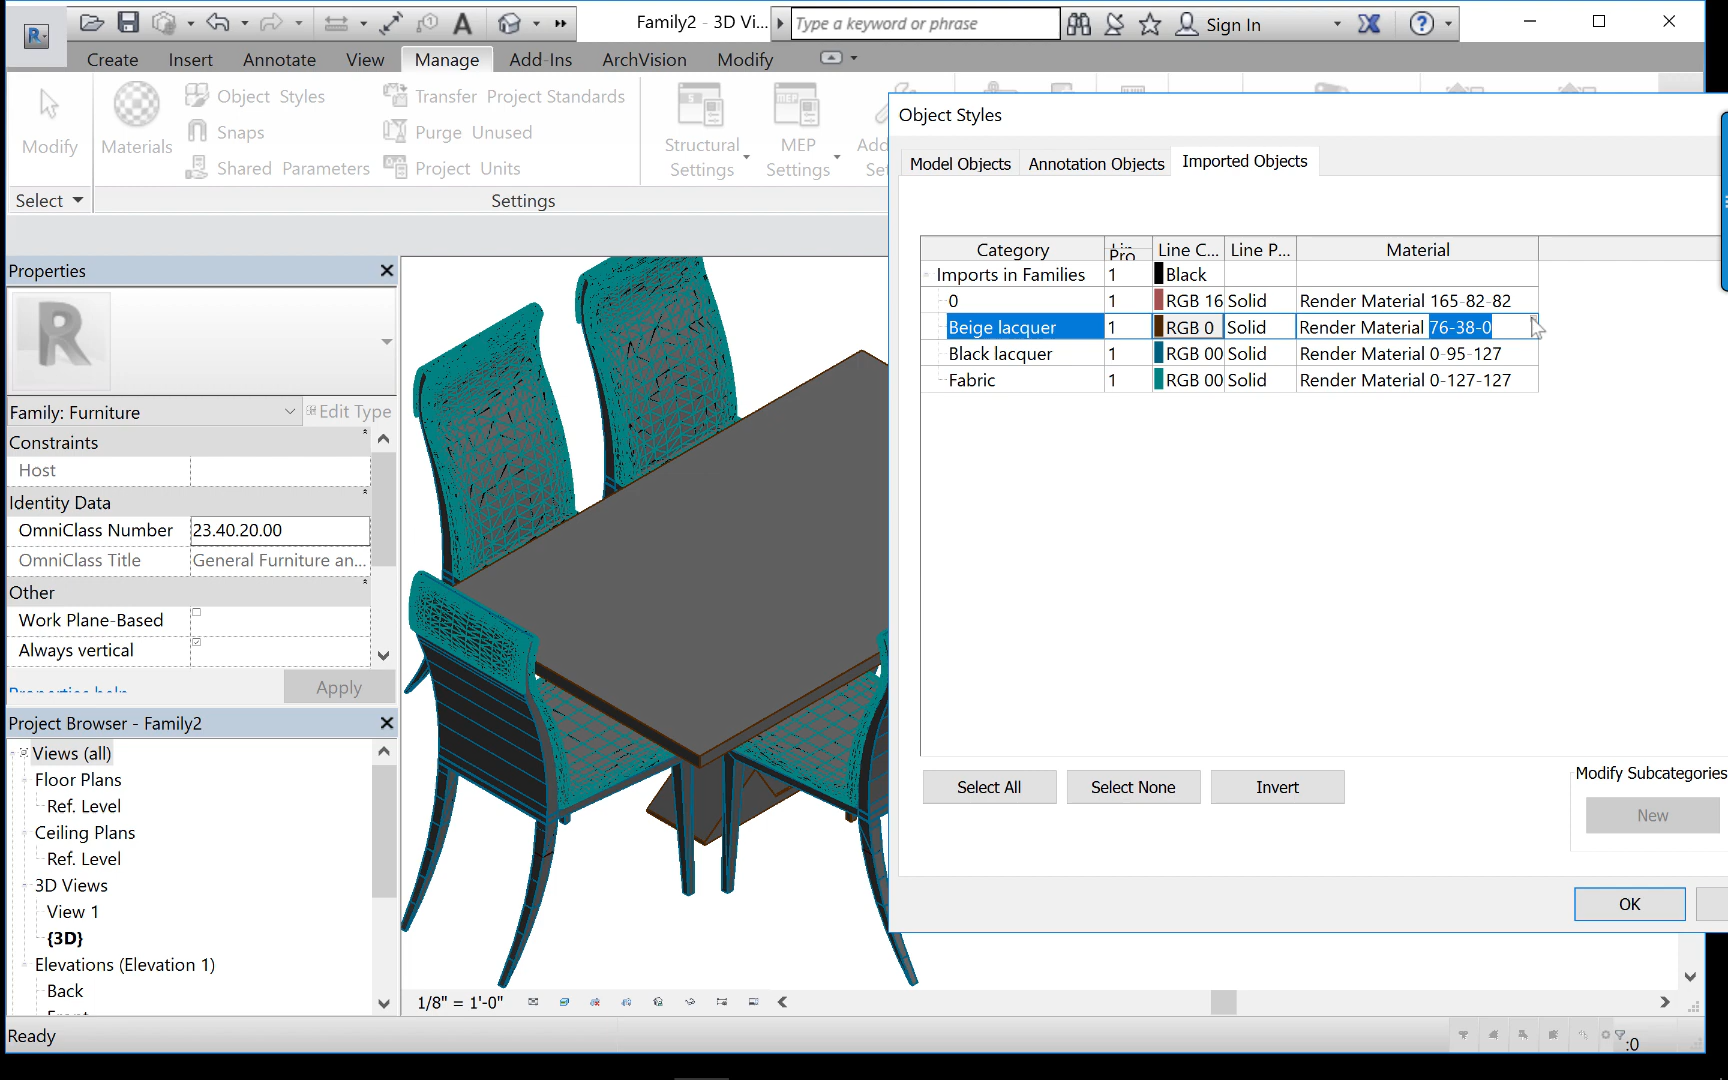 Family2 - 3D Vi...
Type a keyword or phrase
Sign In
Create Insert Annotate View Manage Add-Ins ArchVision Modify
Modify
Materials
Object Styles
Snaps
Shared Parameters
Transfer Project Standards
Purge Unused
Project Units
Structural
Settings
MEP
Settings
Select
Settings
Properties
Family: Furniture
Edit Type
Constraints
Host
Identity Data
OmniClass Number 23.40.20.00
OmniClass Title General Furniture an...
Other
Work Plane-Based
Always vertical
Apply
Project Browser - Family2
Views (all)
Floor Plans
Ref. Level
Ceiling Plans
Ref. Level
3D Views
View 1
{3D}
Elevations (Elevation 1)
Back
1/8" = 1'-0"
Ready
:0
Object Styles
Model Objects Annotation Objects Imported Objects
Category Line C... Line P... Material
Imports in Families 1 Black
0 1 RGB 16 Solid Render Material 165-82-82
Beige lacquer 1 RGB 0 Solid Render Material 76-38-0
Black lacquer 1 RGB 00 Solid Render Material 0-95-127
Fabric 1 RGB 00 Solid Render Material 0-127-127
Select All Select None Invert
Modify Subcategories
New
OK